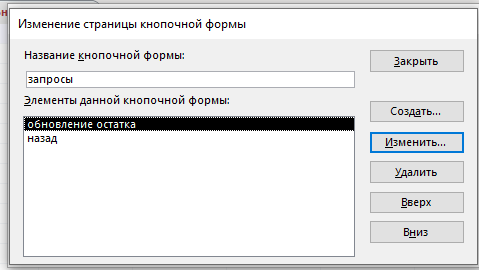 Изменение страницы кнопочной формы
Название кнопочной формы:
Закрыть
запросы
Элементы данной кнопочной формы:
Создать...
обновление остатка
назад
Изменить...
Удалить
Вверх
Вниз